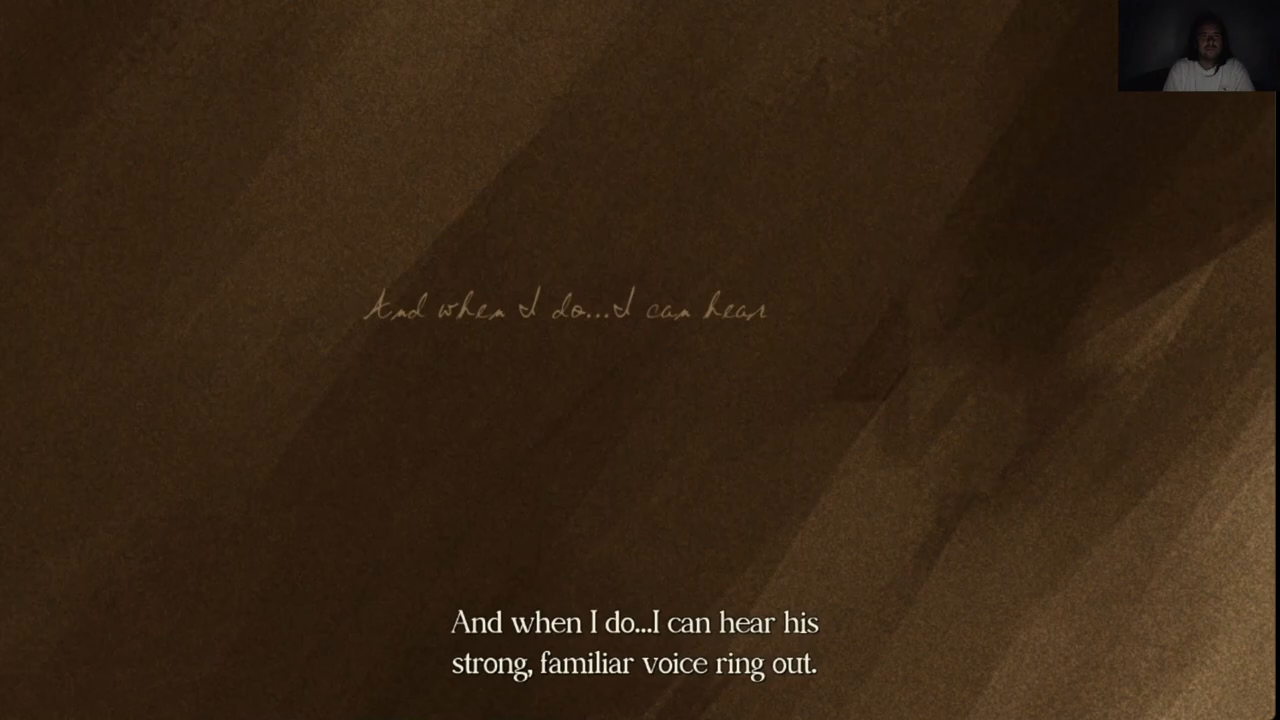 And when I do...I can hear
And when I do...I can hear his
strong, familiar voice ring out.